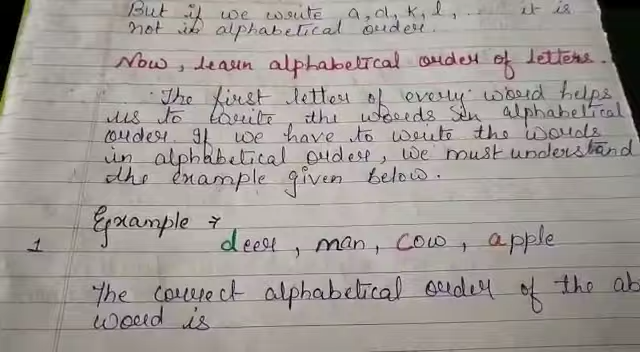 But if we write a, d, k, l, .. it is
not in alphabetical order.
Now, learn alphabetical order of letters.
The first letter of every word helps
us to write the words in alphabetical
order. If we have to write the words
in alphabetical order, we must understand
the example given below.
Example →
1 deer, man, cow, apple
The correct alphabetical order of the ab
word is